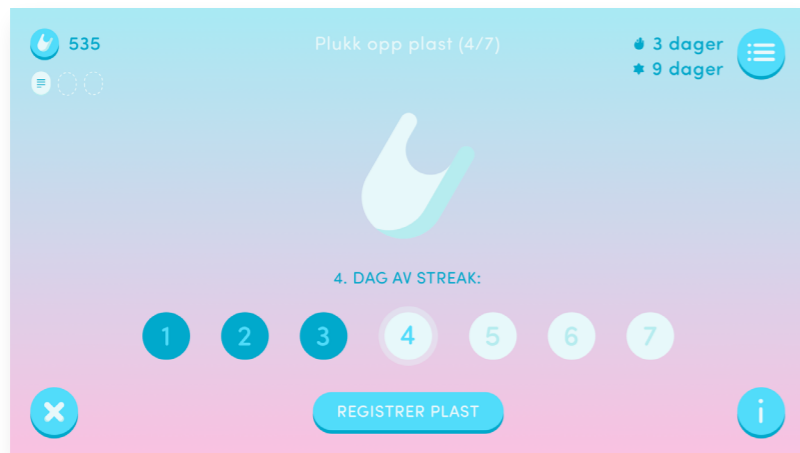 535
Plukk opp plast (4/7)
3 dager
9 dager
4. DAG AV STREAK:
1 2 3 4 5 6 7
REGISTRER PLAST
i